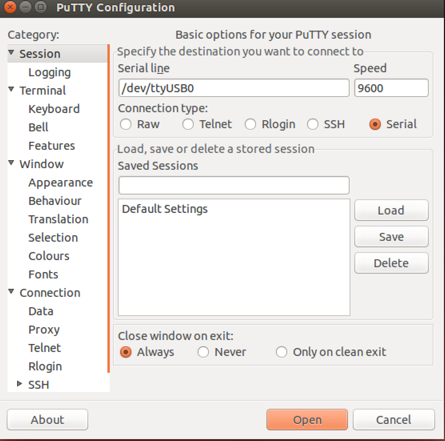 PuTTY Configuration
Category:
Basic options for your PuTTY session
Session
Logging
Terminal
Keyboard
Bell
Features
Window
Appearance
Behaviour
Translation
Selection
Colours
Fonts
Connection
Data
Proxy
Telnet
Rlogin
SSH
Specify the destination you want to connect to
Serial line Speed
/dev/ttyUSB0 9600
Connection type:
Raw Telnet Rlogin SSH Serial
Load, save or delete a stored session
Saved Sessions
Default Settings
Load
Save
Delete
Close window on exit:
Always Never Only on clean exit
About Open Cancel